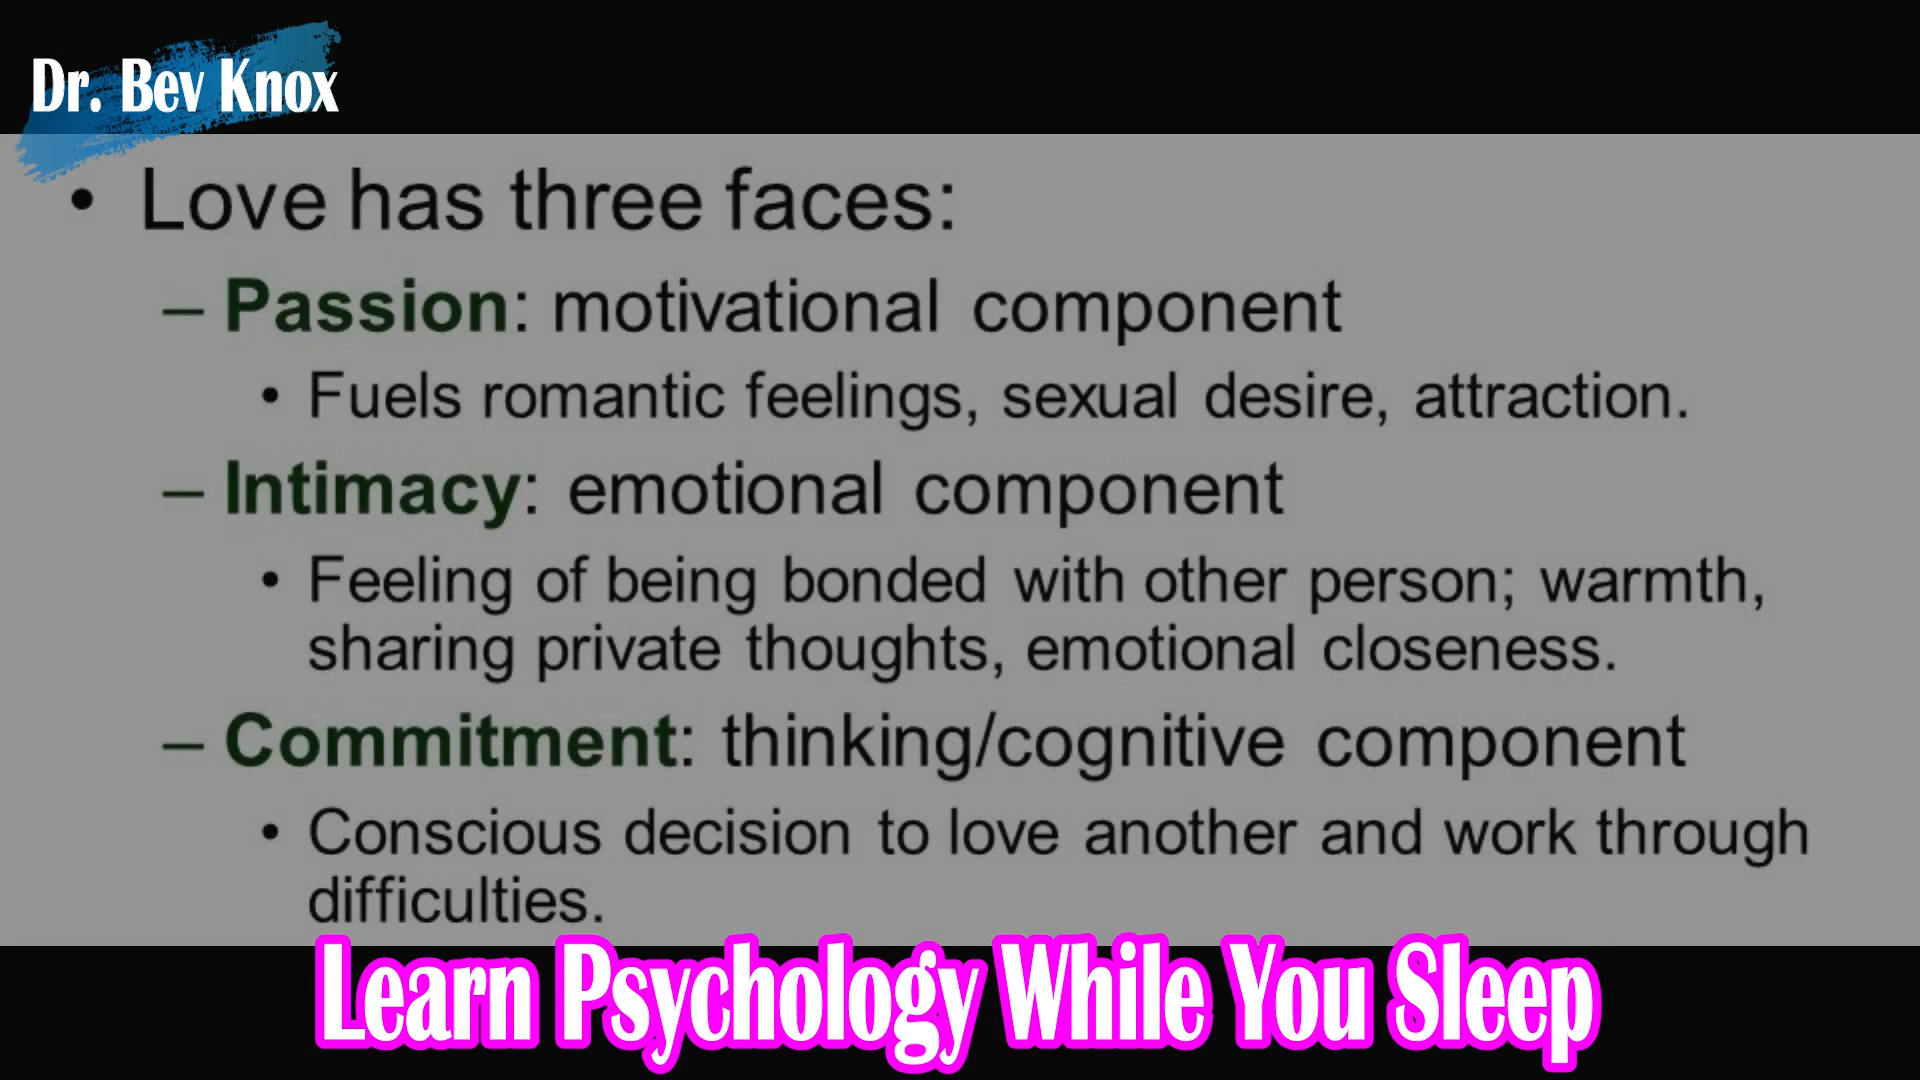 Dr. Bev Knox
• Love has three faces:
– Passion: motivational component
• Fuels romantic feelings, sexual desire, attraction.
– Intimacy: emotional component
• Feeling of being bonded with other person; warmth,
sharing private thoughts, emotional closeness.
– Commitment: thinking/cognitive component
• Conscious decision to love another and work through
difficulties.
Learn Psychology While You Sleep